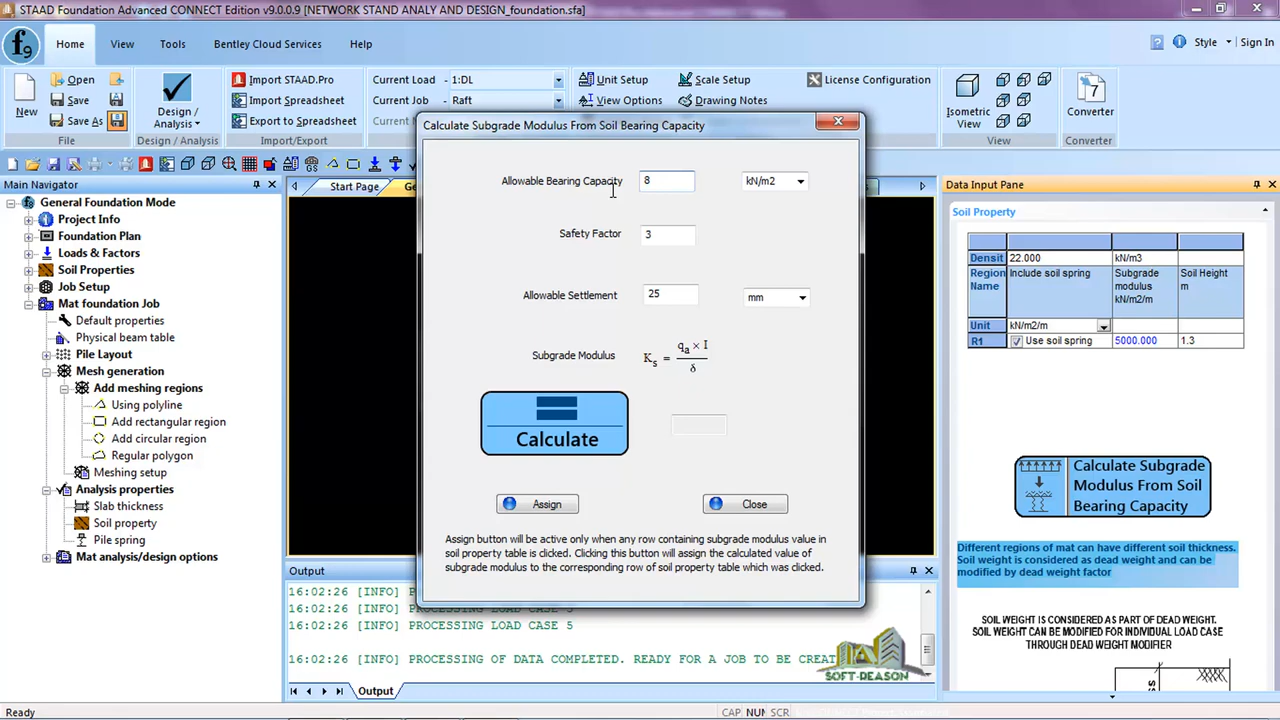 STAAD Foundation Advanced CONNECT Edition v9.0.0.9 [NETWORK STAND ANALY AND DESIGN_foundation.sfa]
Home View Tools Bentley Cloud Services Help
Style Sign In
New
Open
Save
Save As
File
Design / Analysis
Design / Analysis
Import STAAD.Pro
Import Spreadsheet
Export to Spreadsheet
Import/Export
Current Load 1:DL
Current Job Raft
Unit Setup
View Options
Scale Setup
Drawing Notes
License Configuration
Isometric View
View
7
Converter
Converter
Main Navigator
General Foundation Mode
Project Info
Foundation Plan
Loads & Factors
Soil Properties
Job Setup
Mat foundation Job
Default properties
Physical beam table
Pile Layout
Mesh generation
Add meshing regions
Using polyline
Add rectangular region
Add circular region
Regular polygon
Meshing setup
Analysis properties
Slab thickness
Soil property
Pile spring
Mat analysis/design options
Start Page
Calculate Subgrade Modulus From Soil Bearing Capacity
Allowable Bearing Capacity 8 kN/m2
Safety Factor 3
Allowable Settlement 25 mm
Subgrade Modulus Ks = qa × I / δ
Calculate
Assign Close
Assign button will be active only when any row containing subgrade modulus value in
soil property table is clicked. Clicking this button will assign the calculated value of
subgrade modulus to the corresponding row of soil property table which was clicked.
Output
16:02:26 [INFO]
16:02:26 [INFO] PROCESSING LOAD CASE
16:02:26 [INFO] PROCESSING LOAD CASE 5
16:02:26 [INFO] PROCESSING OF DATA COMPLETED. READY FOR A JOB TO BE CREAT
Output
SOFT-REASON
Data Input Pane
Soil Property
Densit 22.000 kN/m3
Region Name Include soil spring Subgrade modulus kN/m2/m Soil Height m
Unit kN/m2/m
R1 Use soil spring 5000.000 1.3
Calculate Subgrade
Modulus From Soil
Bearing Capacity
Different regions of mat can have different soil thickness.
Soil weight is considered as dead weight and can be
modified by dead weight factor
SOIL WEIGHT IS CONSIDERED AS PART OF DEAD WEIGHT.
SOIL WEIGHT CAN BE MODIFIED FOR INDIVIDUAL LOAD CASE
THROUGH DEAD WEIGHT MODIFIER
Ready
CAP NUM SCR